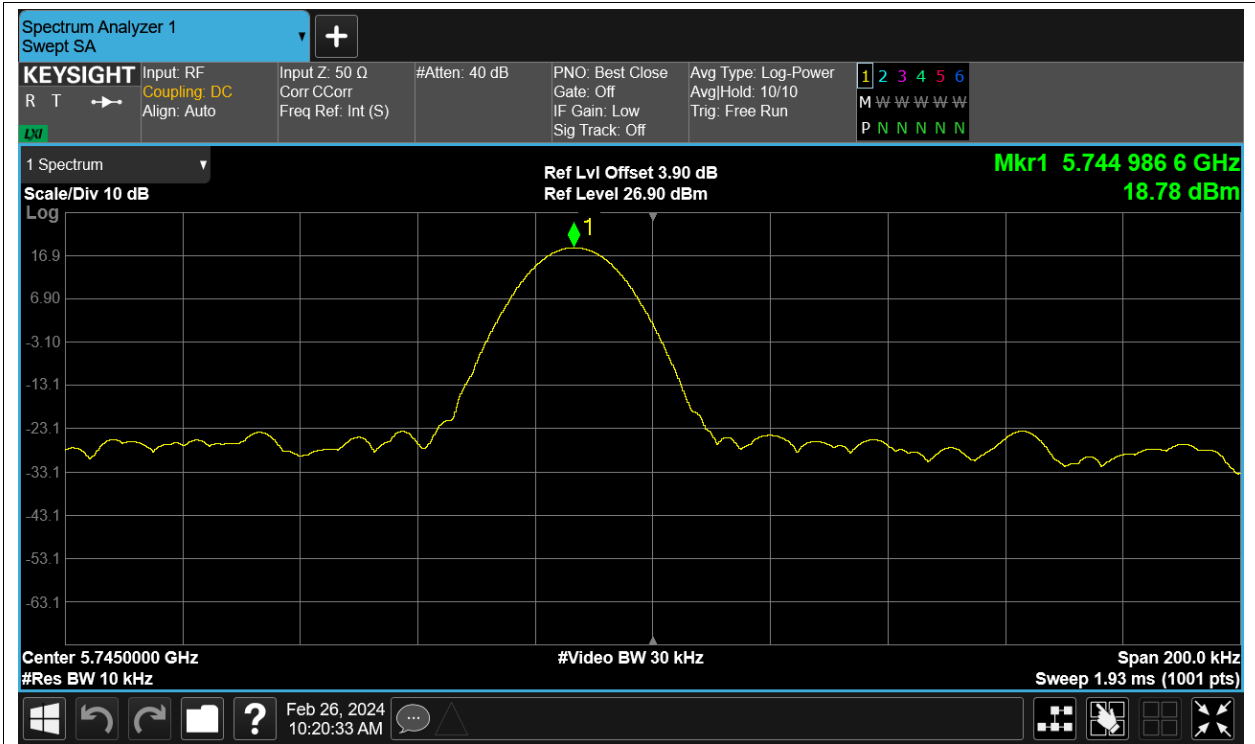 Spectrum Analyzer 1
Swept SA
KEYSIGHT
R T
LXI
Input: RF
Coupling: DC
Align: Auto
Input Z: 50 Ω
Corr CCorr
Freq Ref: Int (S)
#Atten: 40 dB
PNO: Best Close
Gate: Off
IF Gain: Low
Sig Track: Off
Avg Type: Log-Power
Avg|Hold: 10/10
Trig: Free Run
1 2 3 4 5 6
M W W W W W W
P N N N N N N
1 Spectrum
Scale/Div 10 dB
Log
Ref Lvl Offset 3.90 dB
Ref Level 26.90 dBm
Mkr1 5.744 986 6 GHz
18.78 dBm
1
16.9
6.90
-3.10
-13.1
-23.1
-33.1
-43.1
-53.1
-63.1
Center 5.7450000 GHz
#Res BW 10 kHz
#Video BW 30 kHz
Span 200.0 kHz
Sweep 1.93 ms (1001 pts)
?
Feb 26, 2024
10:20:33 AM